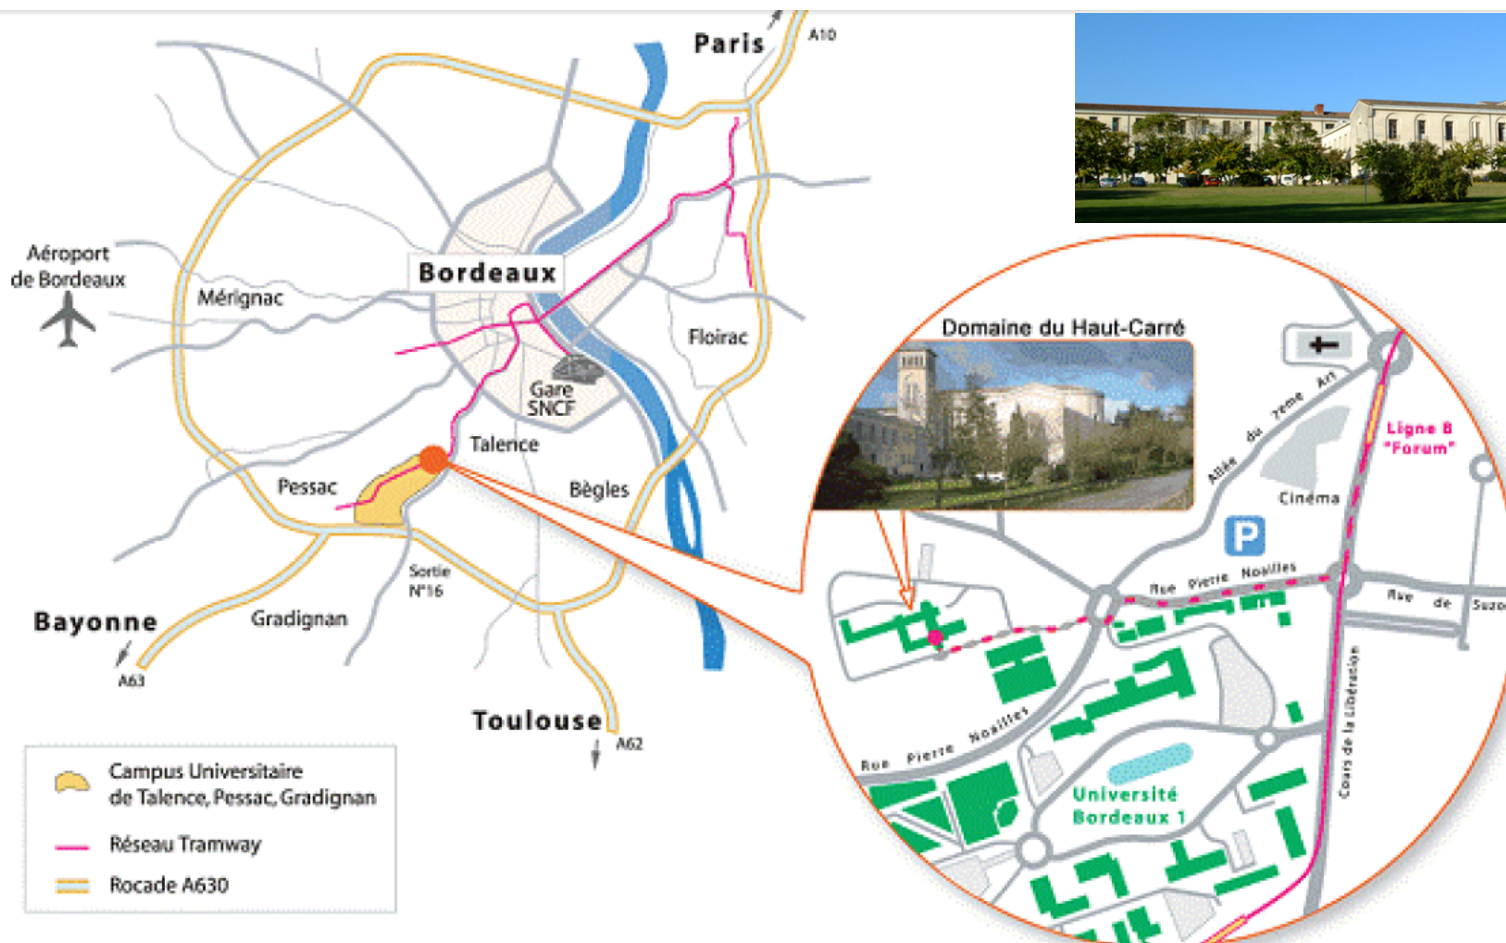 Paris
A10
Aéroport
de Bordeaux
Mérignac
Bordeaux
Floirac
Gare
SNCF
Talence
Pessac
Bègles
Sortie
N°16
Gradignan
Bayonne
A63
Toulouse
A62
Campus Universitaire
de Talence, Pessac, Gradignan
Réseau Tramway
Rocade A630
Domaine du Haut-Carré
Allée du 7eme Art
Ligne B
"Forum"
Cinéma
P
Rue Pierre Noailles
Rue de Suzo
Cours de la Libération
Rue Pierre Noailles
Université
Bordeaux 1